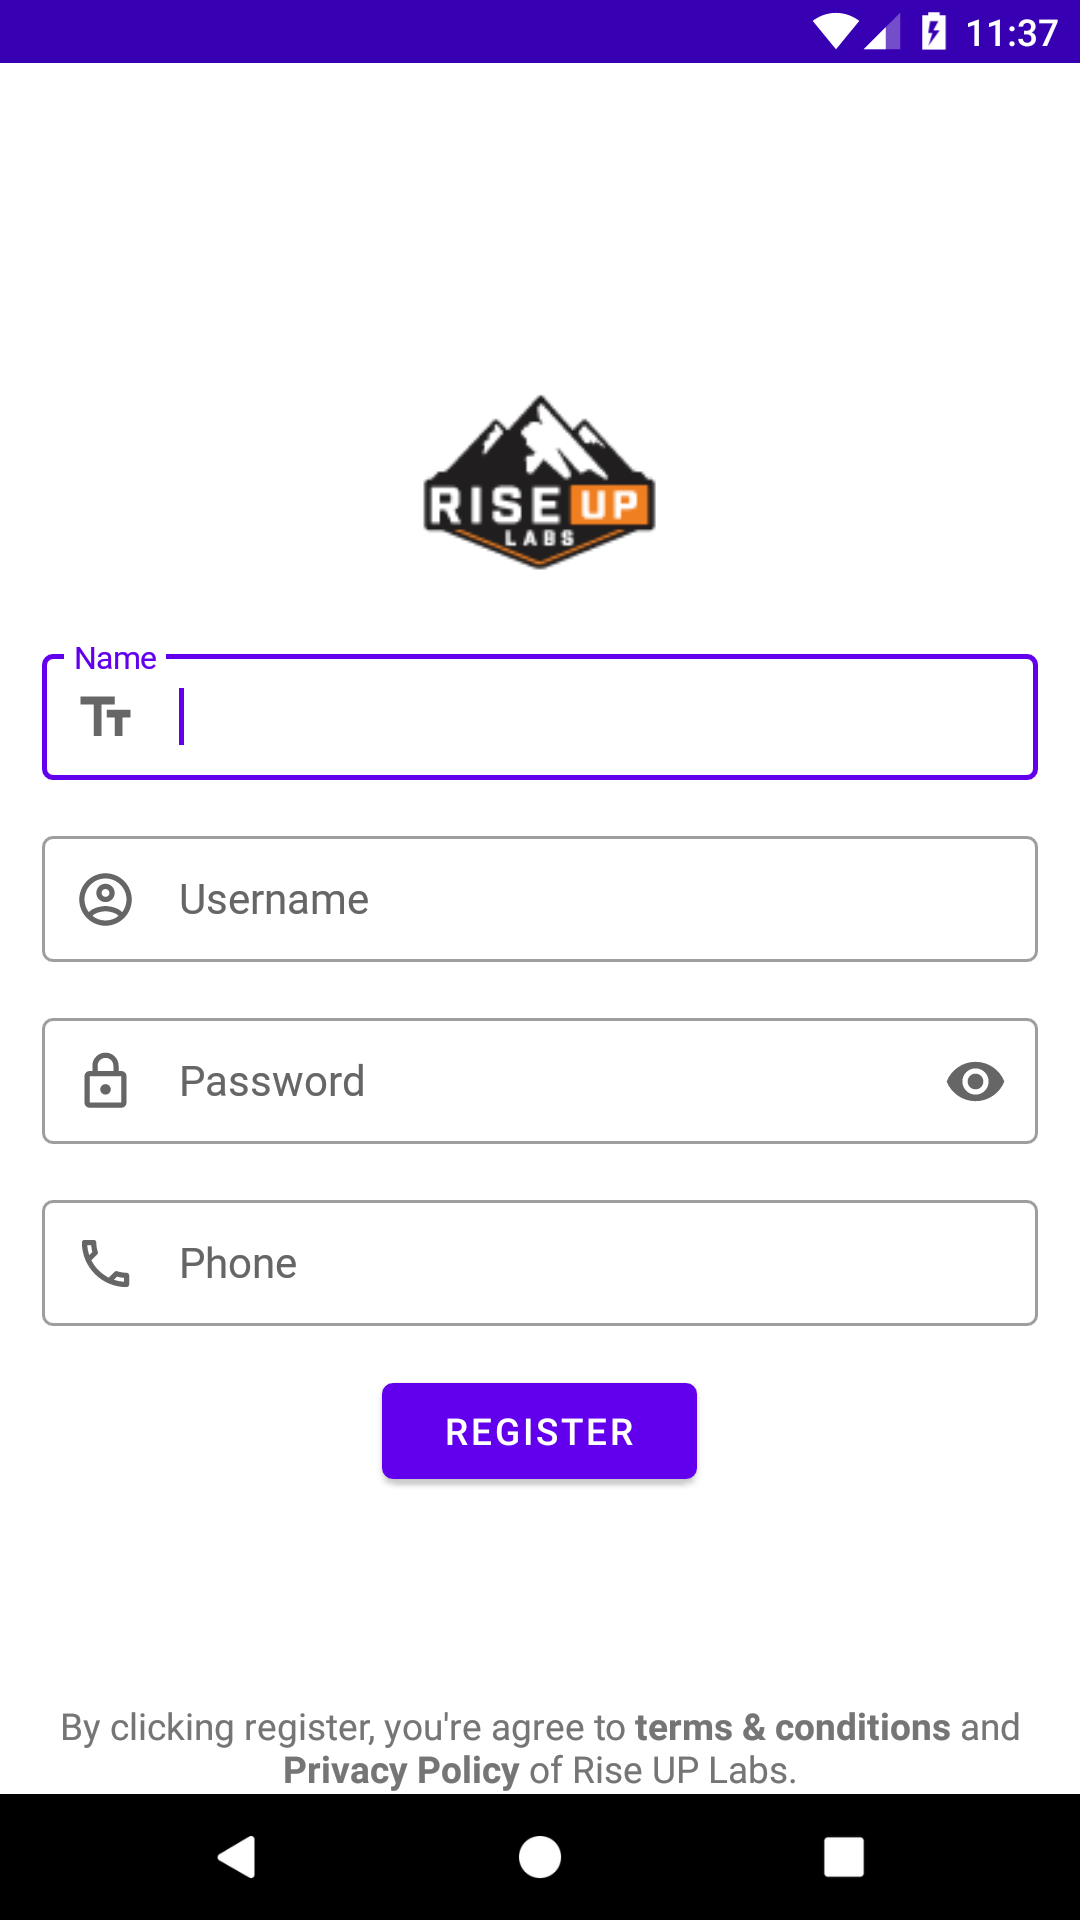 11:37
RISE UP
LABS
Name
Tt
Username
Password
Phone
REGISTER
By clicking register, you're agree to terms & conditions and
Privacy Policy of Rise UP Labs.